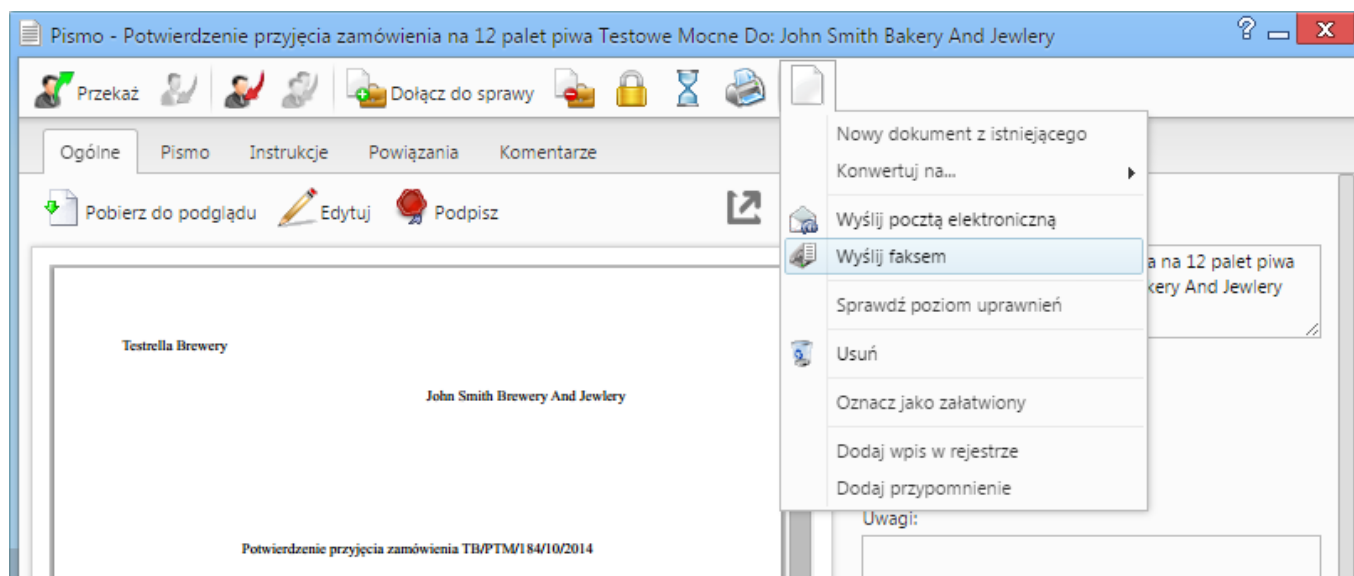 Pismo - Potwierdzenie przyjęcia zamówienia na 12 palet piwa Testowe Mocne Do: John Smith Bakery And Jewlery
Przekaż
Dołącz do sprawy
Ogólne Pismo Instrukcje Powiązania Komentarze
Pobierz do podglądu Edytuj Podpisz
Nowy dokument z istniejącego
Konwertuj na...
Wyślij pocztą elektroniczną
Wyślij faksem
Sprawdź poziom uprawnień
Usuń
Oznacz jako załatwiony
Dodaj wpis w rejestrze
Dodaj przypomnienie
a na 12 palet piwa
kery And Jewlery
Uwagi:
Testrella Brewery
John Smith Brewery And Jewlery
Potwierdzenie przyjęcia zamówienia TB/PTM/184/10/2014